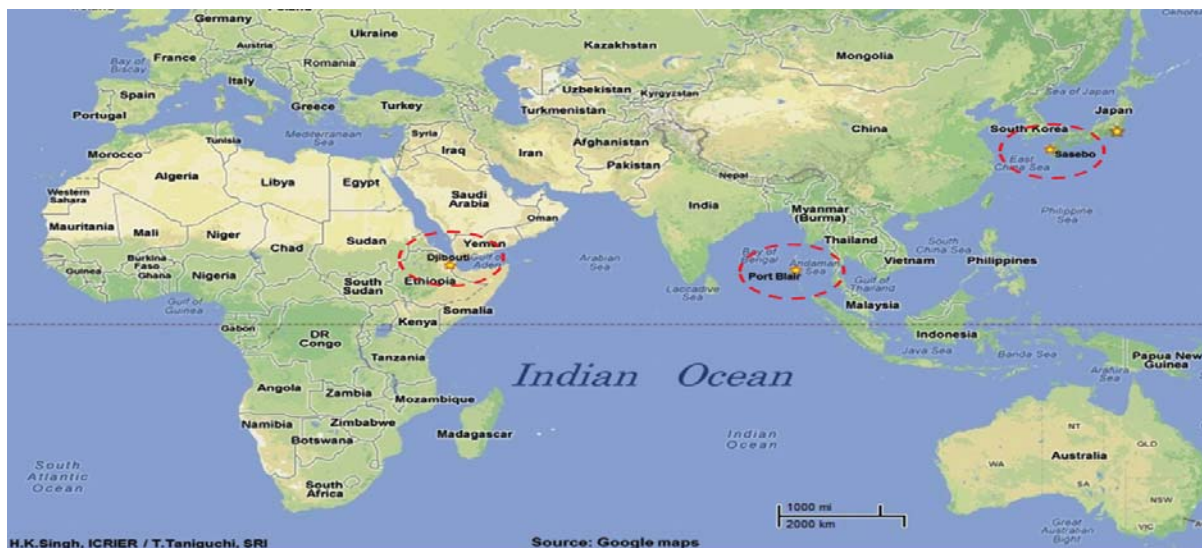 Germany
Poland
Ukraine
Kazakhstan
Mongolia
Bay of
Biscay
France
Austria
Romania
Italy
Spain
Portugal
Greece
Turkey
Uzbekistan
Kyrgyzstan
Turkmenistan
Sea of Japan
Japan
South Korea
Sasebo
East
China Sea
China
Mediterranean
Sea
Tunisia
Syria
Iraq
Iran
Afghanistan
Pakistan
Nepal
Morocco
Algeria
Libya
Egypt
Western
Sahara
Saudi
Arabia
Oman
India
Myanmar
(Burma)
Philippine
Sea
Mauritania
Mali
Niger
Chad
Sudan
Yemen
Djibouti
Gulf of
Aden
Arabian
Sea
Bay of
Bengal
Andaman
Sea
Port Blair
Thailand
Vietnam
South China
Sea
Philippines
Guinea
Burkina
Faso
Ghana
Nigeria
South
Sudan
Ethiopia
Somalia
Laccadive
Sea
Gulf of
Thailand
Malaysia
Gulf of
Guinea
Gabon
DR
Congo
Kenya
Tanzania
Indonesia
Java Sea
Banda Sea
Papua New
Guinea
Arafura
Sea
Indian Ocean
Angola
Zambia
Mozambique
Zimbabwe
Namibia
Botswana
Madagascar
Indian
Ocean
NT
QLD
Australia
WA
SA
NSW
VIC
South
Atlantic
Ocean
South
Africa
1000 mi
2000 km
Great
Australian
Bight
H.K.Singh, ICRIER / T.Taniguchi, SRI
Source: Google maps